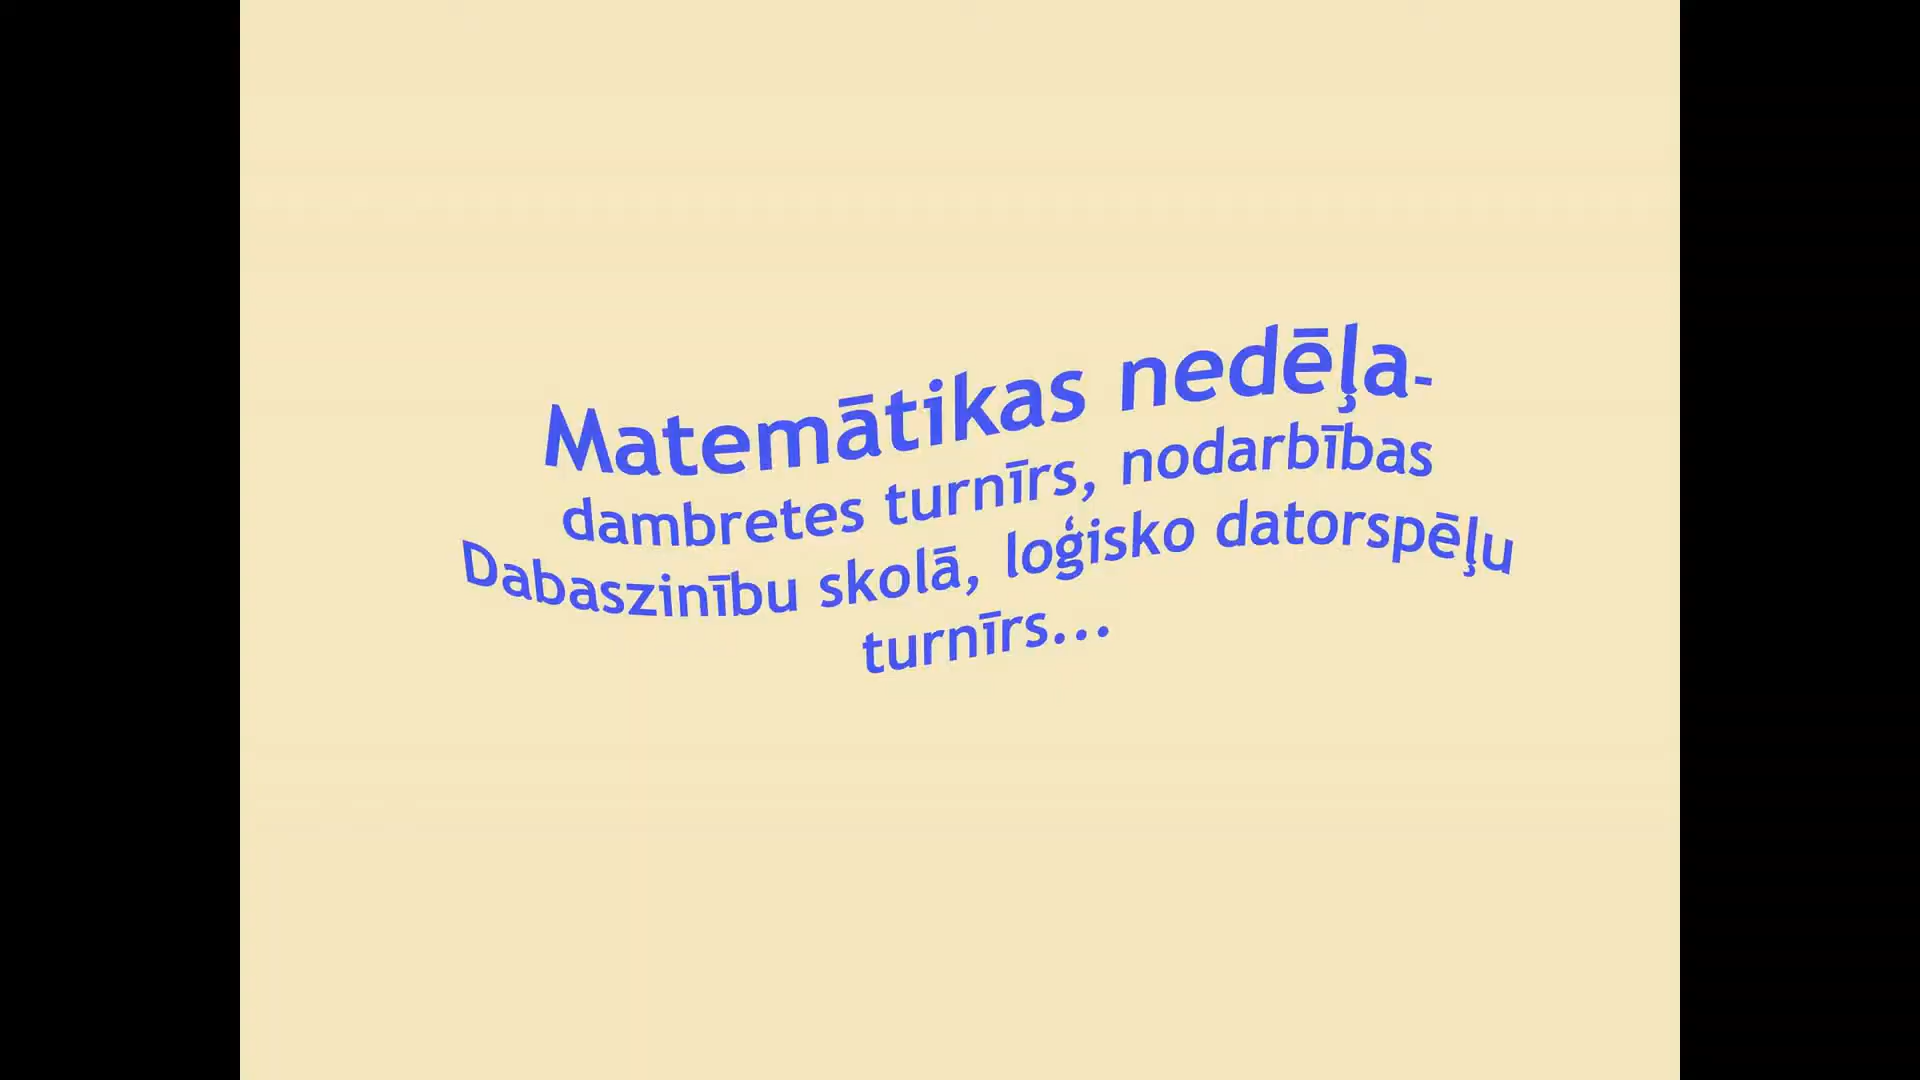 Matemātikas nedēļa-
dambretes turnīrs, nodarbības
Dabaszinību skolā, loģisko datorspēļu
turnīrs...